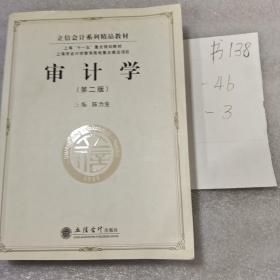 立信会计系列精品教材
上海“十一五”重点规划教材
上海市会计学教育高地重点建设项目
审计学
(第二版)
主编 陈力生
立信会计出版社
书138
-4b
-3